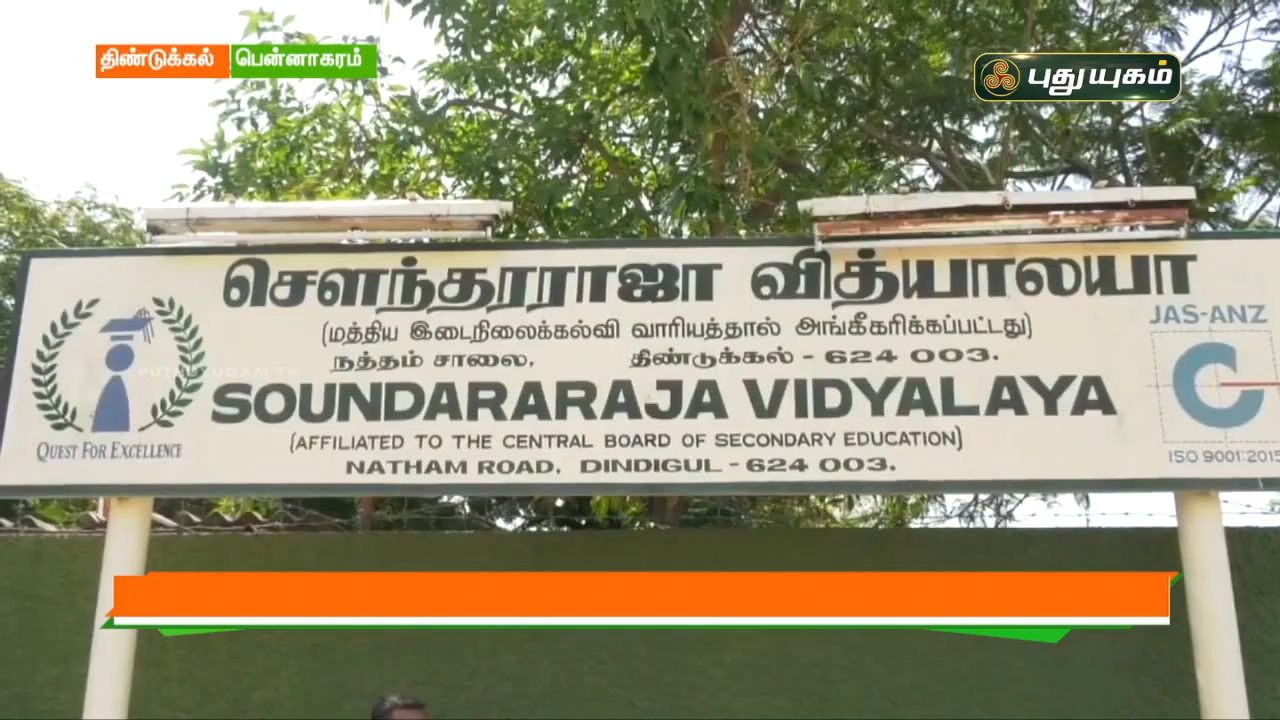 திண்டுக்கல் பென்னாகரம்
புதுயுகம்
சௌந்தரராஜா வித்யாலயா
(மத்திய இடைநிலைக்கல்வி வாரியத்தால் அங்கீகரிக்கப்பட்டது)
நத்தம் சாலை, திண்டுக்கல் - 624 003.
SOUNDARARAJA VIDYALAYA
(AFFILIATED TO THE CENTRAL BOARD OF SECONDARY EDUCATION)
NATHAM ROAD, DINDIGUL - 624 003.
QUEST FOR EXCELLENCE
PUTHUYUGAM TV
JAS-ANZ
ISO 9001:2015